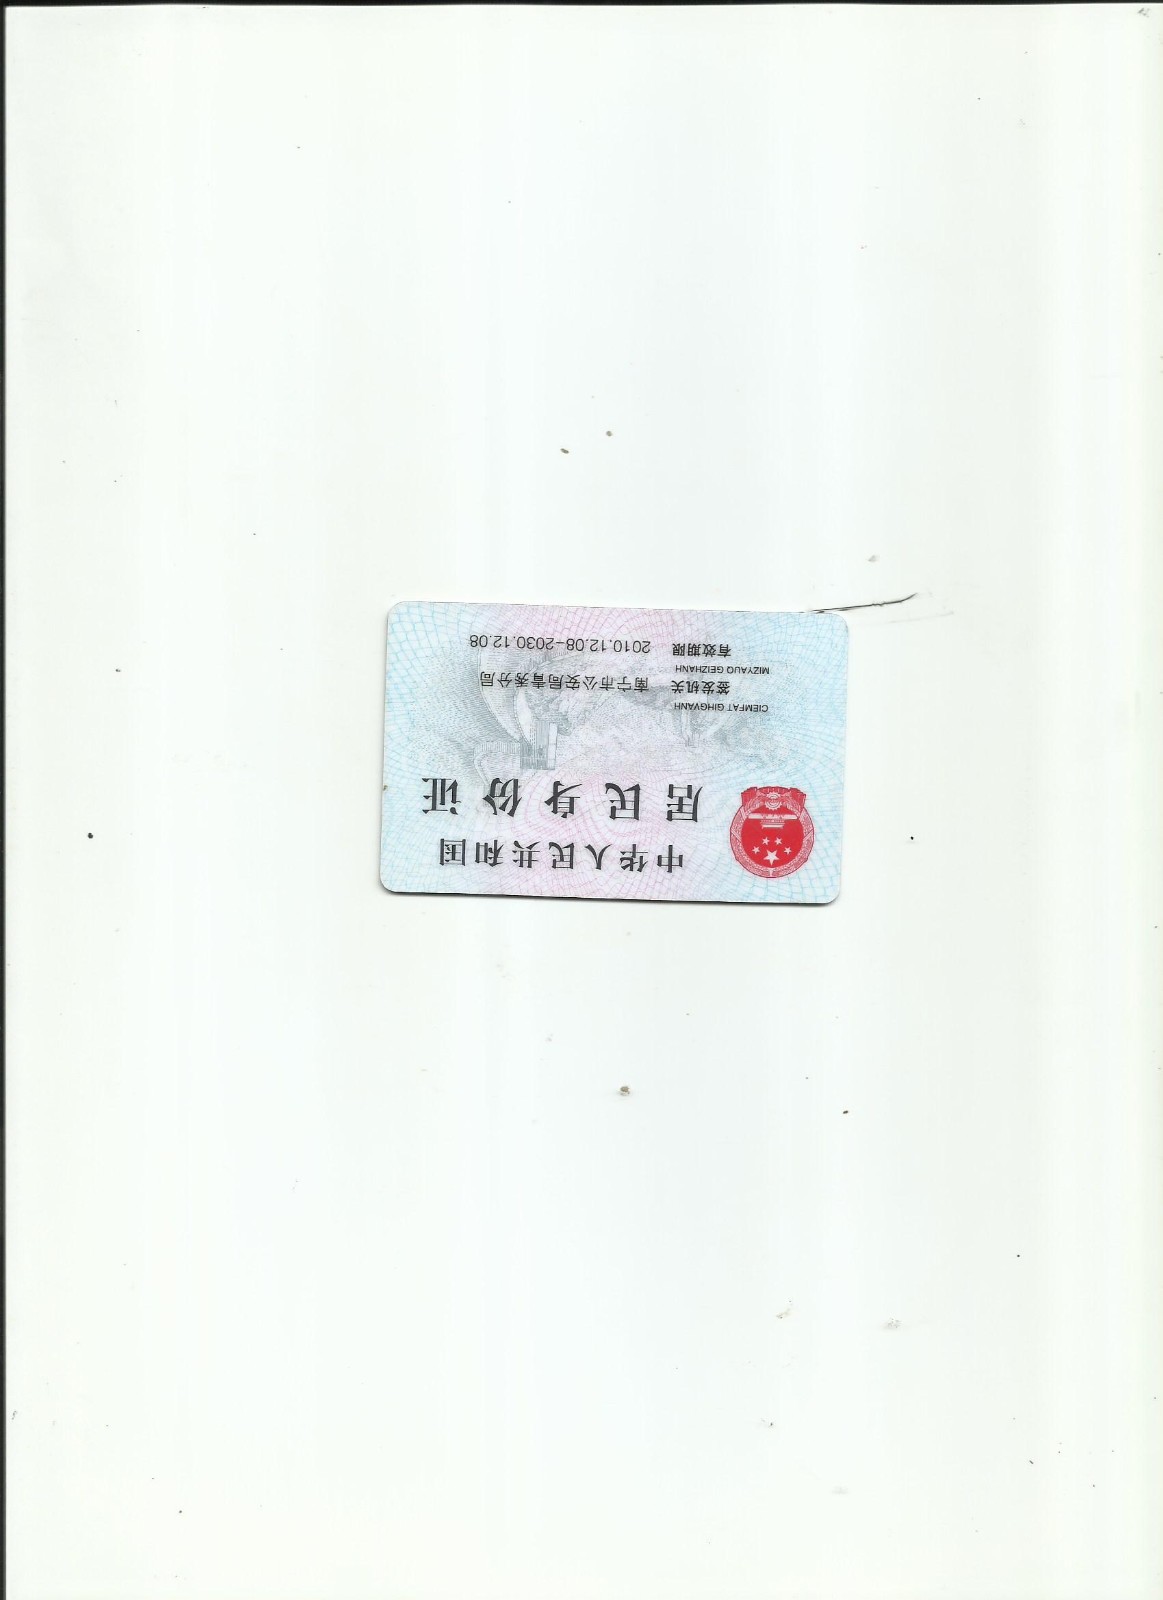 中华人民共和国
居民身份证
CIEMFAT GIHGVANH
签发机关 南宁市公安局青秀分局
MIZYAUQ GEIZHANH
有效期限 2010.12.08-2030.12.08